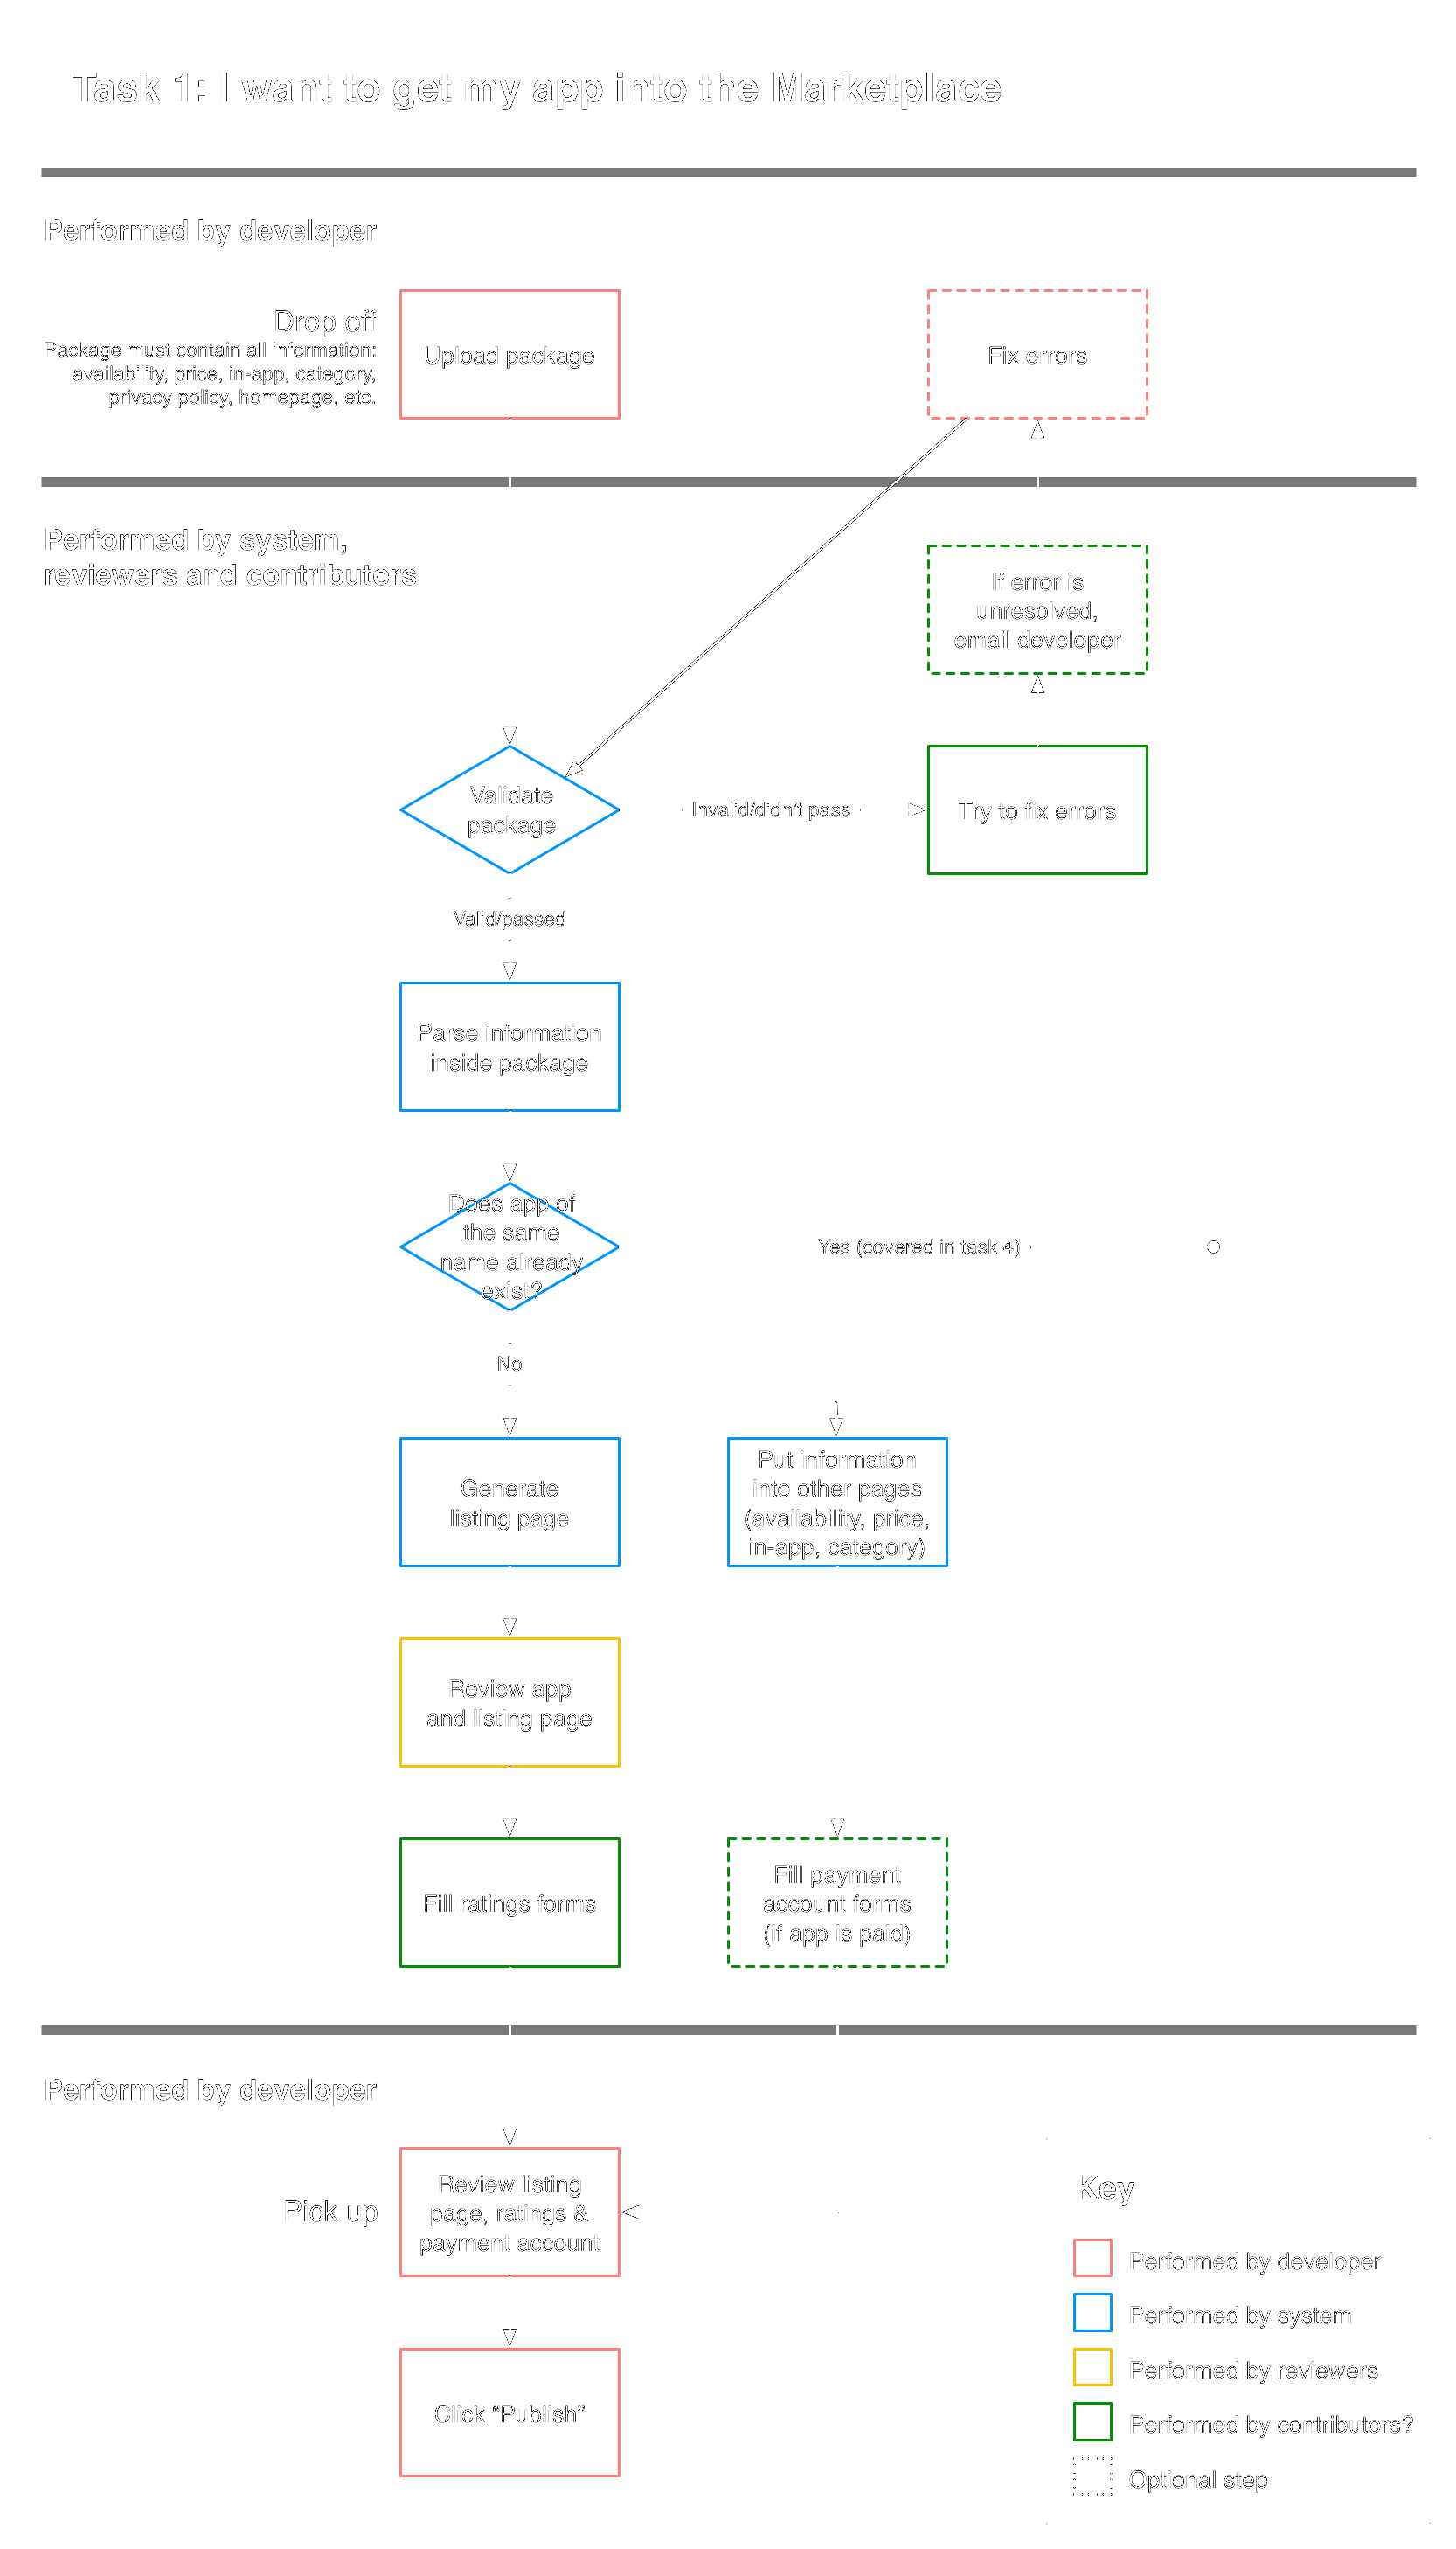 Task 1: I want to get my app into the Marketplace
Performed by developer
Drop off
Package must contain all information:
availability, price, in-app, category,
privacy policy, homepage, etc.
Upload package
Fix errors
Performed by system,
reviewers and contributors
If error is
unresolved,
email developer
Validate
package
Invalid/didn't pass
Try to fix errors
Valid/passed
Parse information
inside package
Does app of
the same
name already
exist?
Yes (covered in task 4)
No
Generate
listing page
Put information
into other pages
(availability, price,
in-app, category)
Review app
and listing page
Fill ratings forms
Fill payment
account forms
(if app is paid)
Performed by developer
Pick up
Review listing
page, ratings &
payment account
Click “Publish”
Key
Performed by developer
Performed by system
Performed by reviewers
Performed by contributors?
Optional step